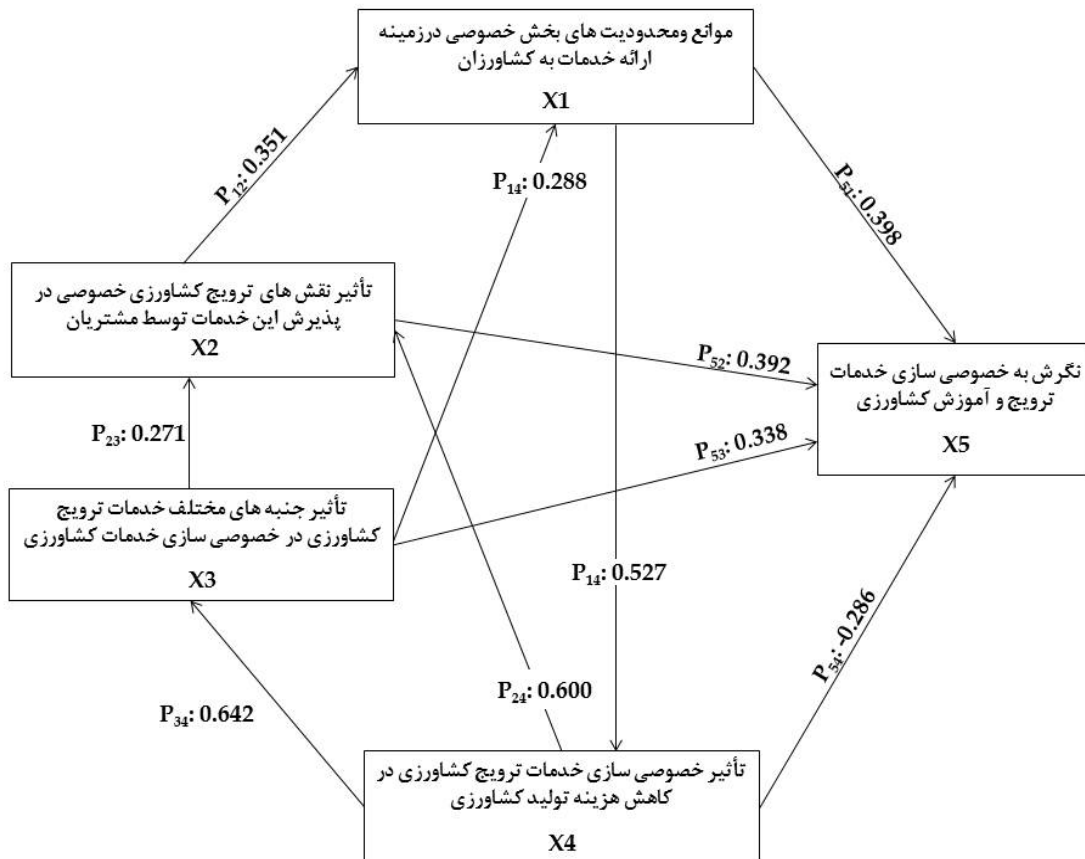 موانع ومحدودیت های بخش خصوصی درزمینه
ارائه خدمات به کشاورزان
X1
P12: 0.351
P14: 0.288
P51: 0.398
تأثیر نقش های ترویج کشاورزی خصوصی در
پذیرش این خدمات توسط مشتریان
X2
P52: 0.392
نگرش به خصوصی سازی خدمات
ترویج و آموزش کشاورزی
X5
P23: 0.271
P53: 0.338
تأثیر جنبه های مختلف خدمات ترویج
کشاورزی در خصوصی سازی خدمات کشاورزی
X3
P14: 0.527
P34: 0.642
P24: 0.600
P54: -0.286
تأثیر خصوصی سازی خدمات ترویج کشاورزی در
کاهش هزینه تولید کشاورزی
X4